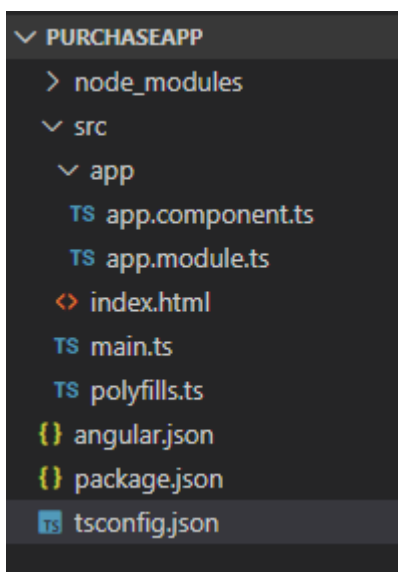 PURCHASEAPP
node_modules
src
app
TS app.component.ts
TS app.module.ts
<> index.html
TS main.ts
TS polyfills.ts
{} angular.json
{} package.json
TS tsconfig.json